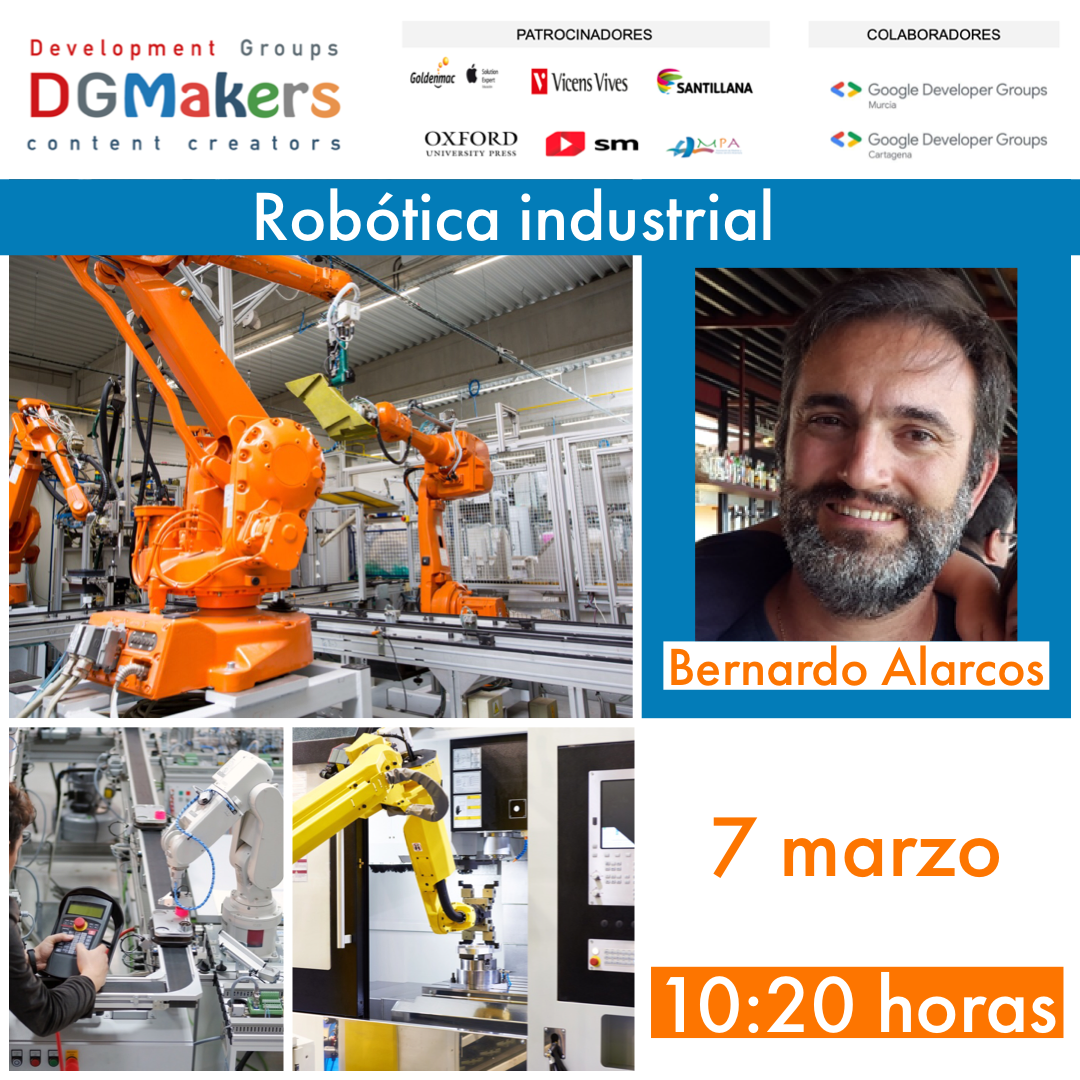 Development Groups
DGMakers
content creators
PATROCINADORES
Goldenmac
Solution
Expert
Vicens Vives
SANTILLANA
OXFORD
UNIVERSITY PRESS
sm
AMPA
COLABORADORES
Google Developer Groups
Murcia
Google Developer Groups
Cartagena
Robótica industrial
Bernardo Alarcos
7 marzo
10:20 horas